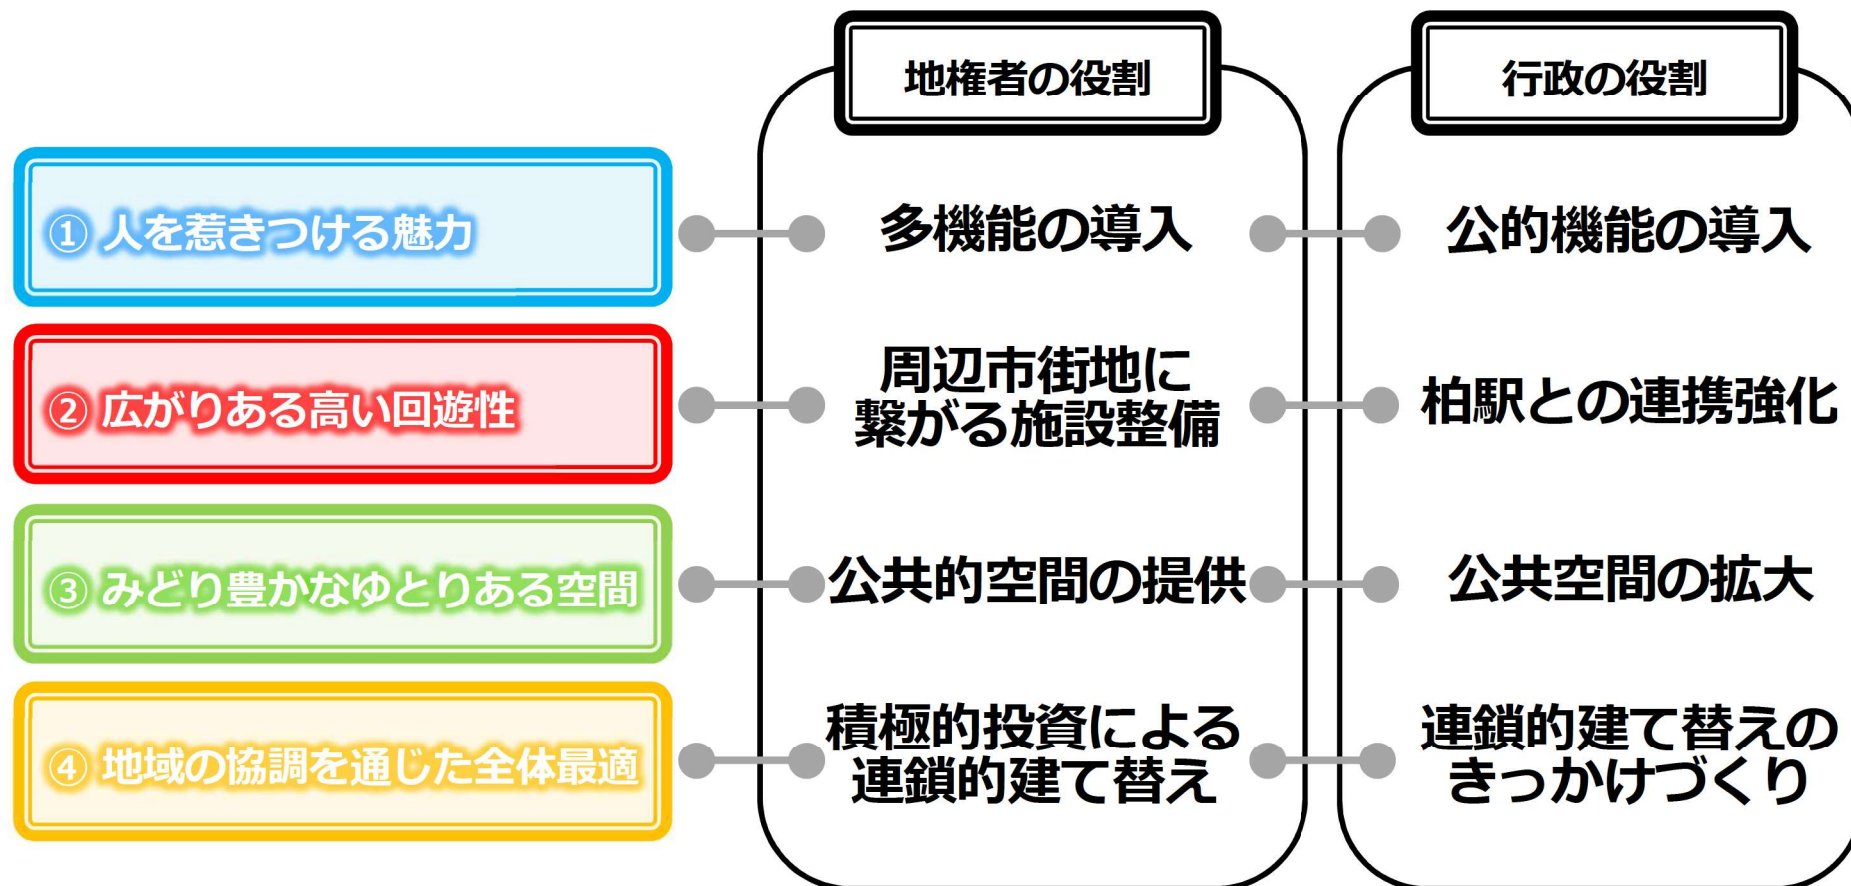 地権者の役割
行政の役割
① 人を惹きつける魅力
多機能の導入
公的機能の導入
② 広がりある高い回遊性
周辺市街地に
繋がる施設整備
柏駅との連携強化
③ みどり豊かなゆとりある空間
公共的空間の提供
公共空間の拡大
④ 地域の協調を通じた全体最適
積極的投資による
連鎖的建て替え
連鎖的建て替えの
きっかけづくり